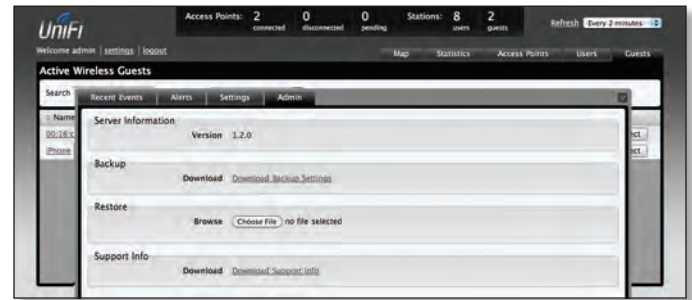 UniFi
Access Points: 2 connected 0 disconnected 0 pending Stations: 8 users 2 guests Refresh Every 2 minutes
Welcome admin | settings | logout
Map Statistics Access Points Users Guests
Active Wireless Guests
Search
Recent Events Alerts Settings Admin
Name
00:16:c
iPhone
Server Information
Version 1.2.0
Backup
Download Download Backup Settings
Restore
Browse Choose File no file selected
Support Info
Download Download Support Info